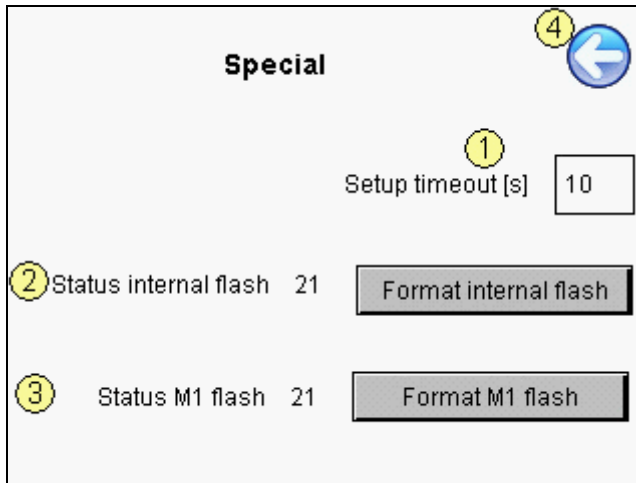 4
Special
1
Setup timeout [s] 10
2 Status internal flash 21 Format internal flash
3 Status M1 flash 21 Format M1 flash